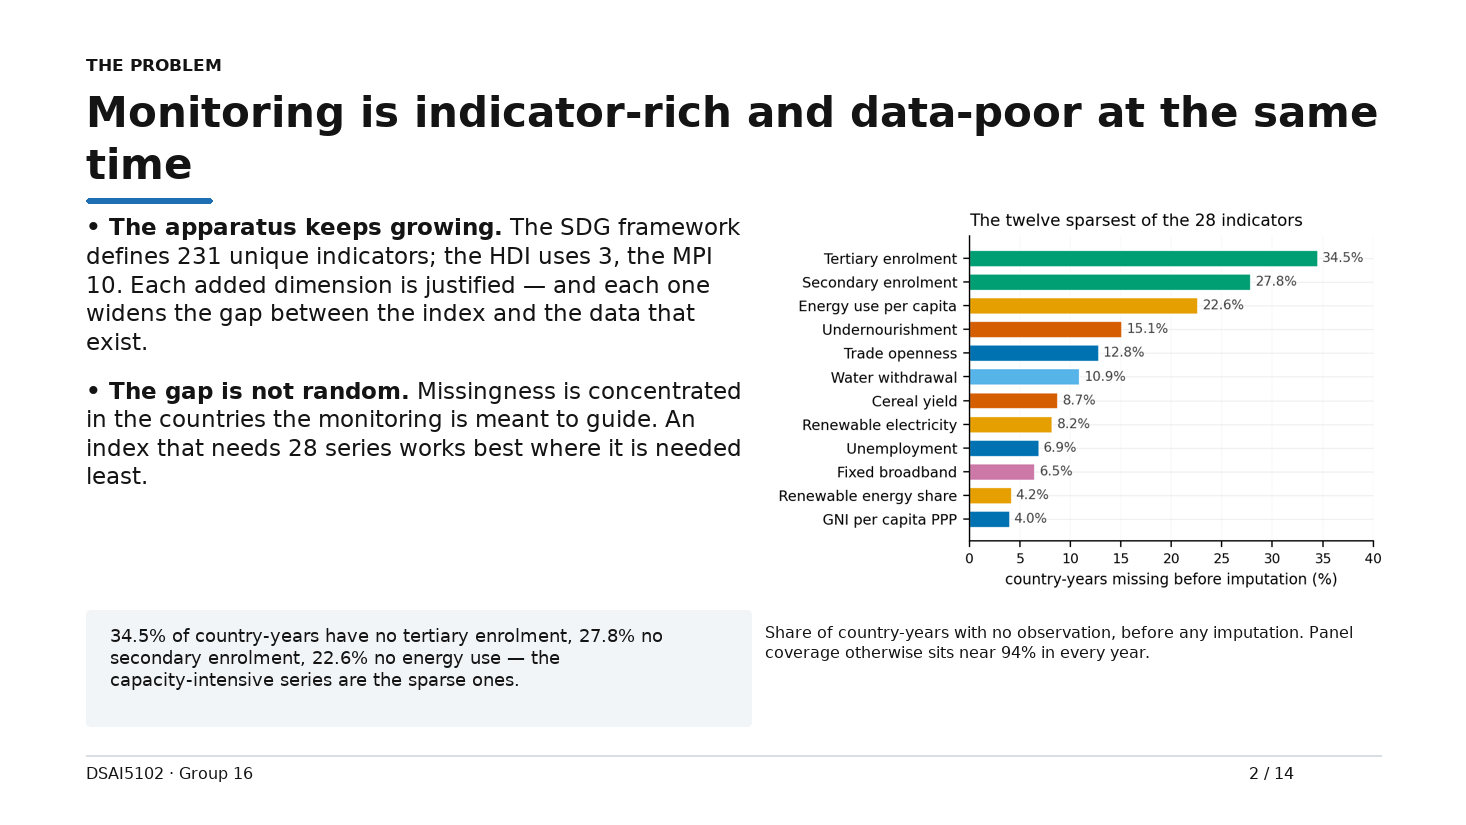 THE PROBLEM
Monitoring is indicator-rich and data-poor at the same
time
• The apparatus keeps growing. The SDG framework
defines 231 unique indicators; the HDI uses 3, the MPI
10. Each added dimension is justified — and each one
widens the gap between the index and the data that
exist.
• The gap is not random. Missingness is concentrated
in the countries the monitoring is meant to guide. An
index that needs 28 series works best where it is needed
least.
34.5% of country-years have no tertiary enrolment, 27.8% no
secondary enrolment, 22.6% no energy use — the
capacity-intensive series are the sparse ones.
The twelve sparsest of the 28 indicators
Tertiary enrolment 34.5%
Secondary enrolment 27.8%
Energy use per capita 22.6%
Undernourishment 15.1%
Trade openness 12.8%
Water withdrawal 10.9%
Cereal yield 8.7%
Renewable electricity 8.2%
Unemployment 6.9%
Fixed broadband 6.5%
Renewable energy share 4.2%
GNI per capita PPP 4.0%
0 5 10 15 20 25 30 35 40
country-years missing before imputation (%)
Share of country-years with no observation, before any imputation. Panel
coverage otherwise sits near 94% in every year.
DSAI5102 · Group 16
2 / 14